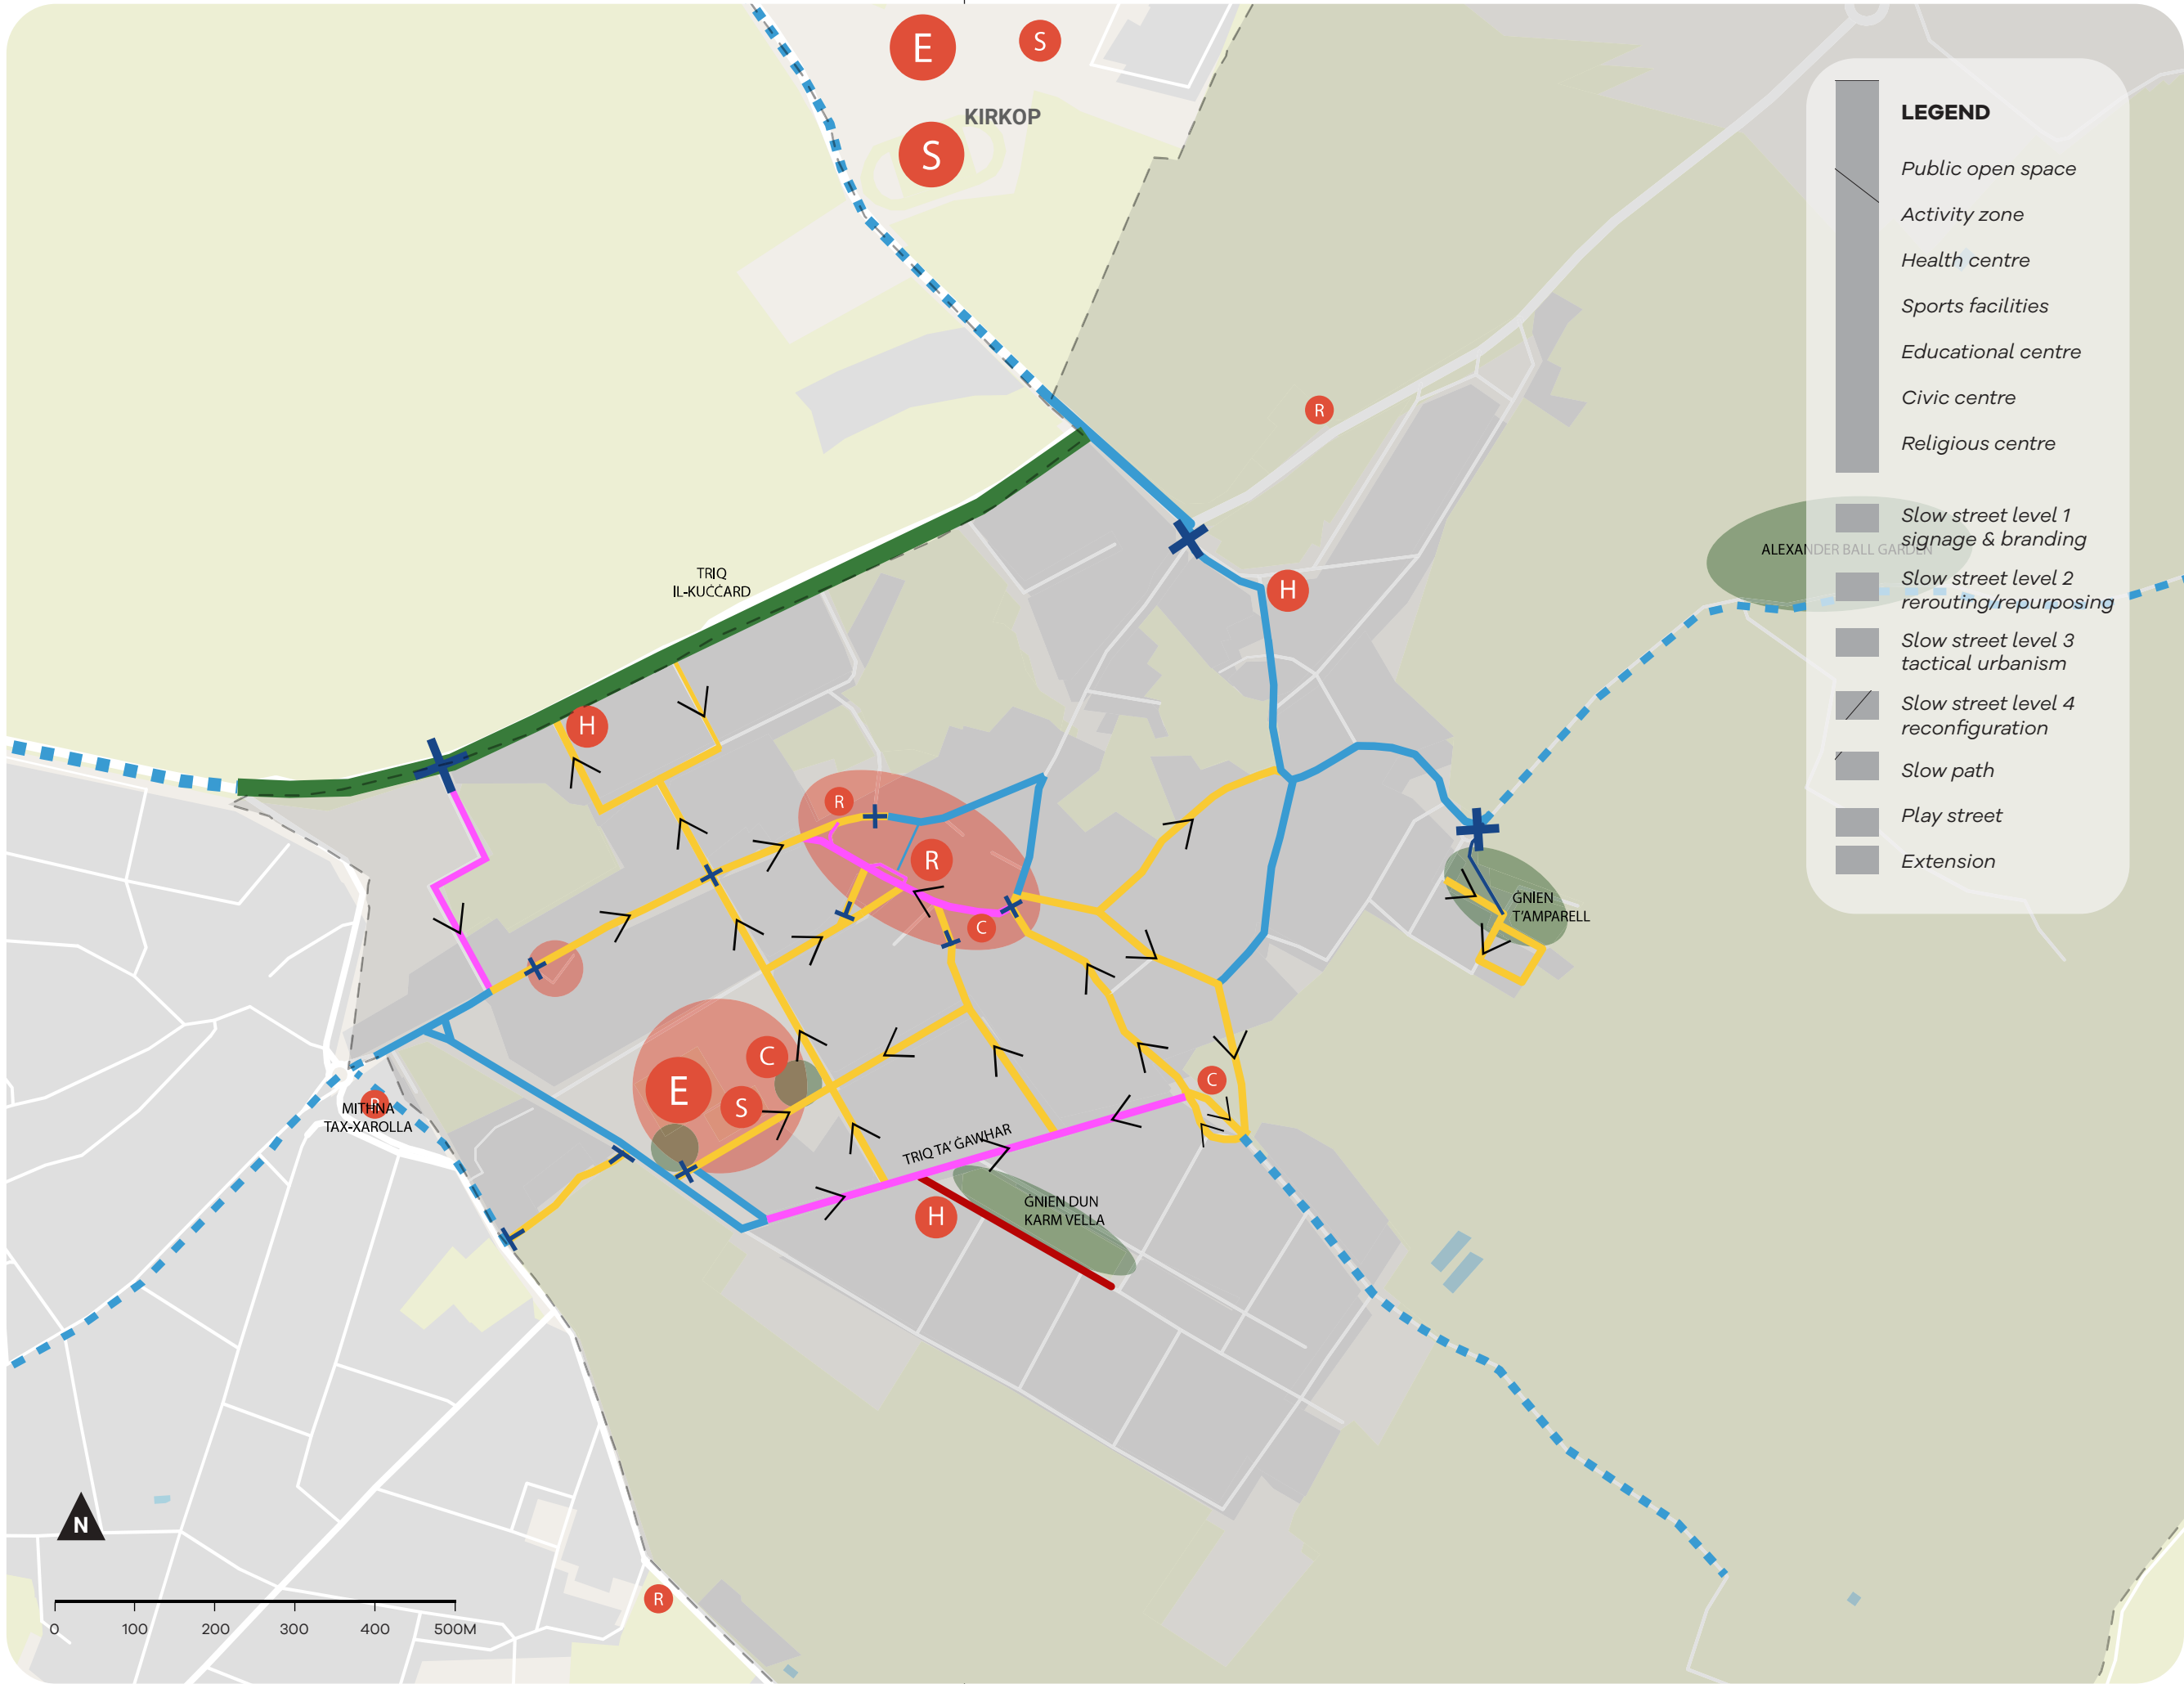 E
S
KIRKOP
S
LEGEND
Public open space
Activity zone
Health centre
Sports facilities
Educational centre
Civic centre
Religious centre
Slow street level 1
signage & branding
Slow street level 2
rerouting/repurposing
Slow street level 3
tactical urbanism
Slow street level 4
reconfiguration
Slow path
Play street
Extension
R
ALEXANDER BALL GARDEN
TRIQ
IL-KUĊĊARD
H
H
R
R
ĠNIEN
T'AMPARELL
C
C
E
S
C
R
MITHNA
TAX-XAROLLA
TRIQ TA' ĠAWHAR
H
ĠNIEN DUN
KARM VELLA
N
R
0 100 200 300 400 500M